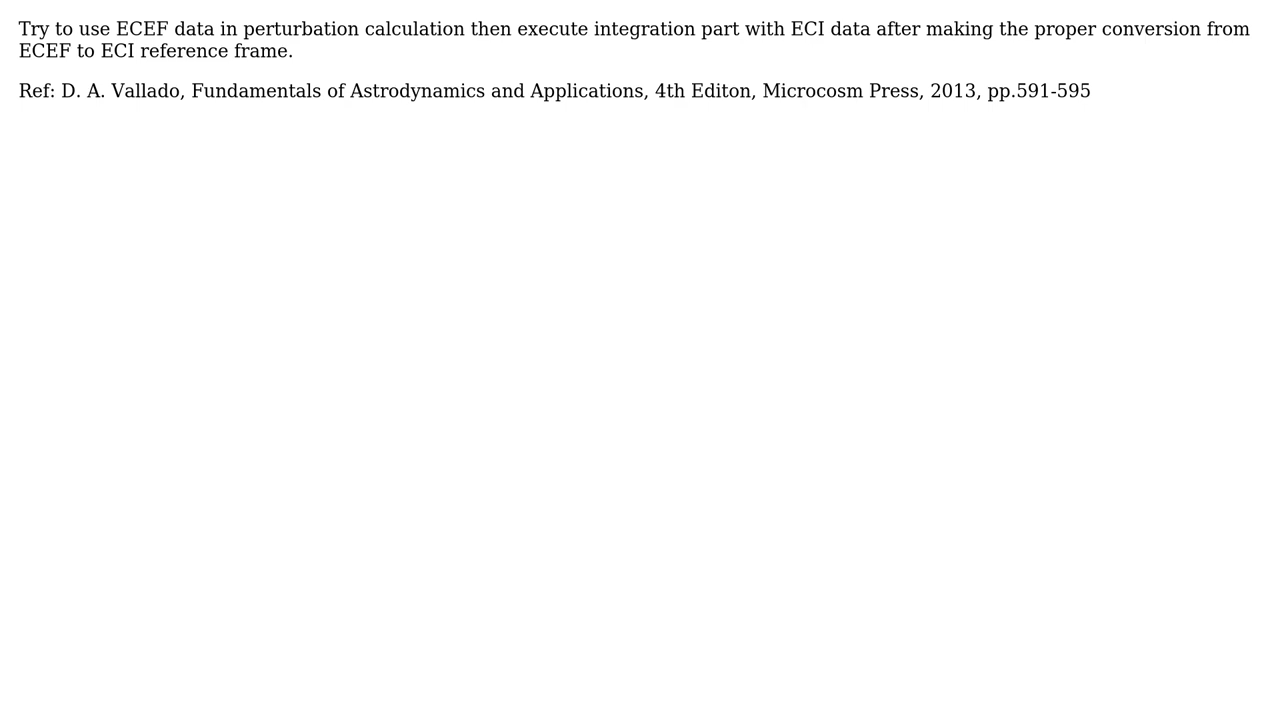 Try to use ECEF data in perturbation calculation then execute integration part with ECI data after making the proper conversion from
ECEF to ECI reference frame.
Ref: D. A. Vallado, Fundamentals of Astrodynamics and Applications, 4th Editon, Microcosm Press, 2013, pp.591-595